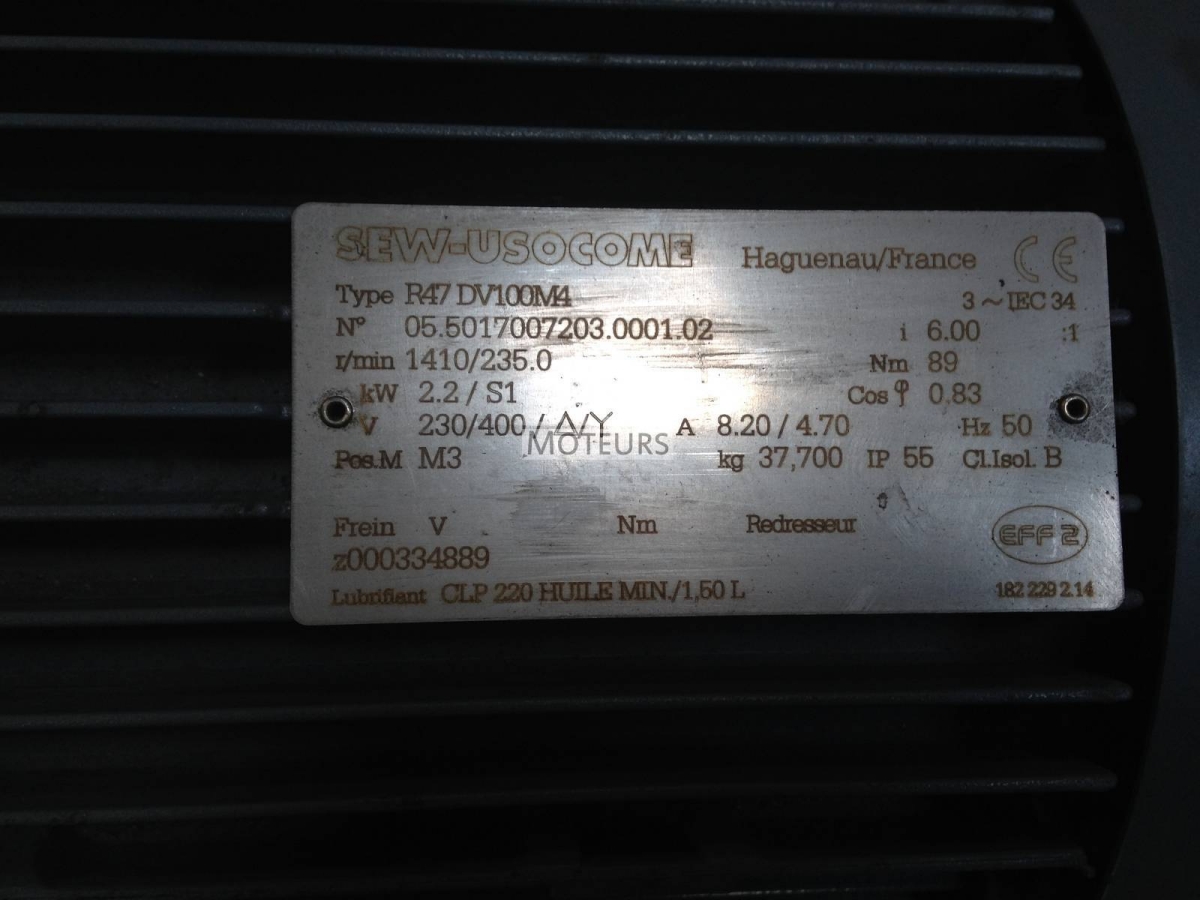 SEW-USOCOME Haguenau/France CE
Type R47 DV100M4 3 ~ IEC 34
Nº 05.5017007203.0001.02 i 6.00 :1
r/min 1410/235.0 Nm 89
kW 2.2 / S1 Cos φ 0.83
V 230/400 / Δ/Y A 8.20 / 4.70 Hz 50
MOTEURS
Pos.M M3 kg 37,700 IP 55 Cl.Isol. B
Frein V Nm Redresseur EFF 2
z000334889
Lubrifiant CLP 220 HUILE MIN./1,50 L 182 229 2.14